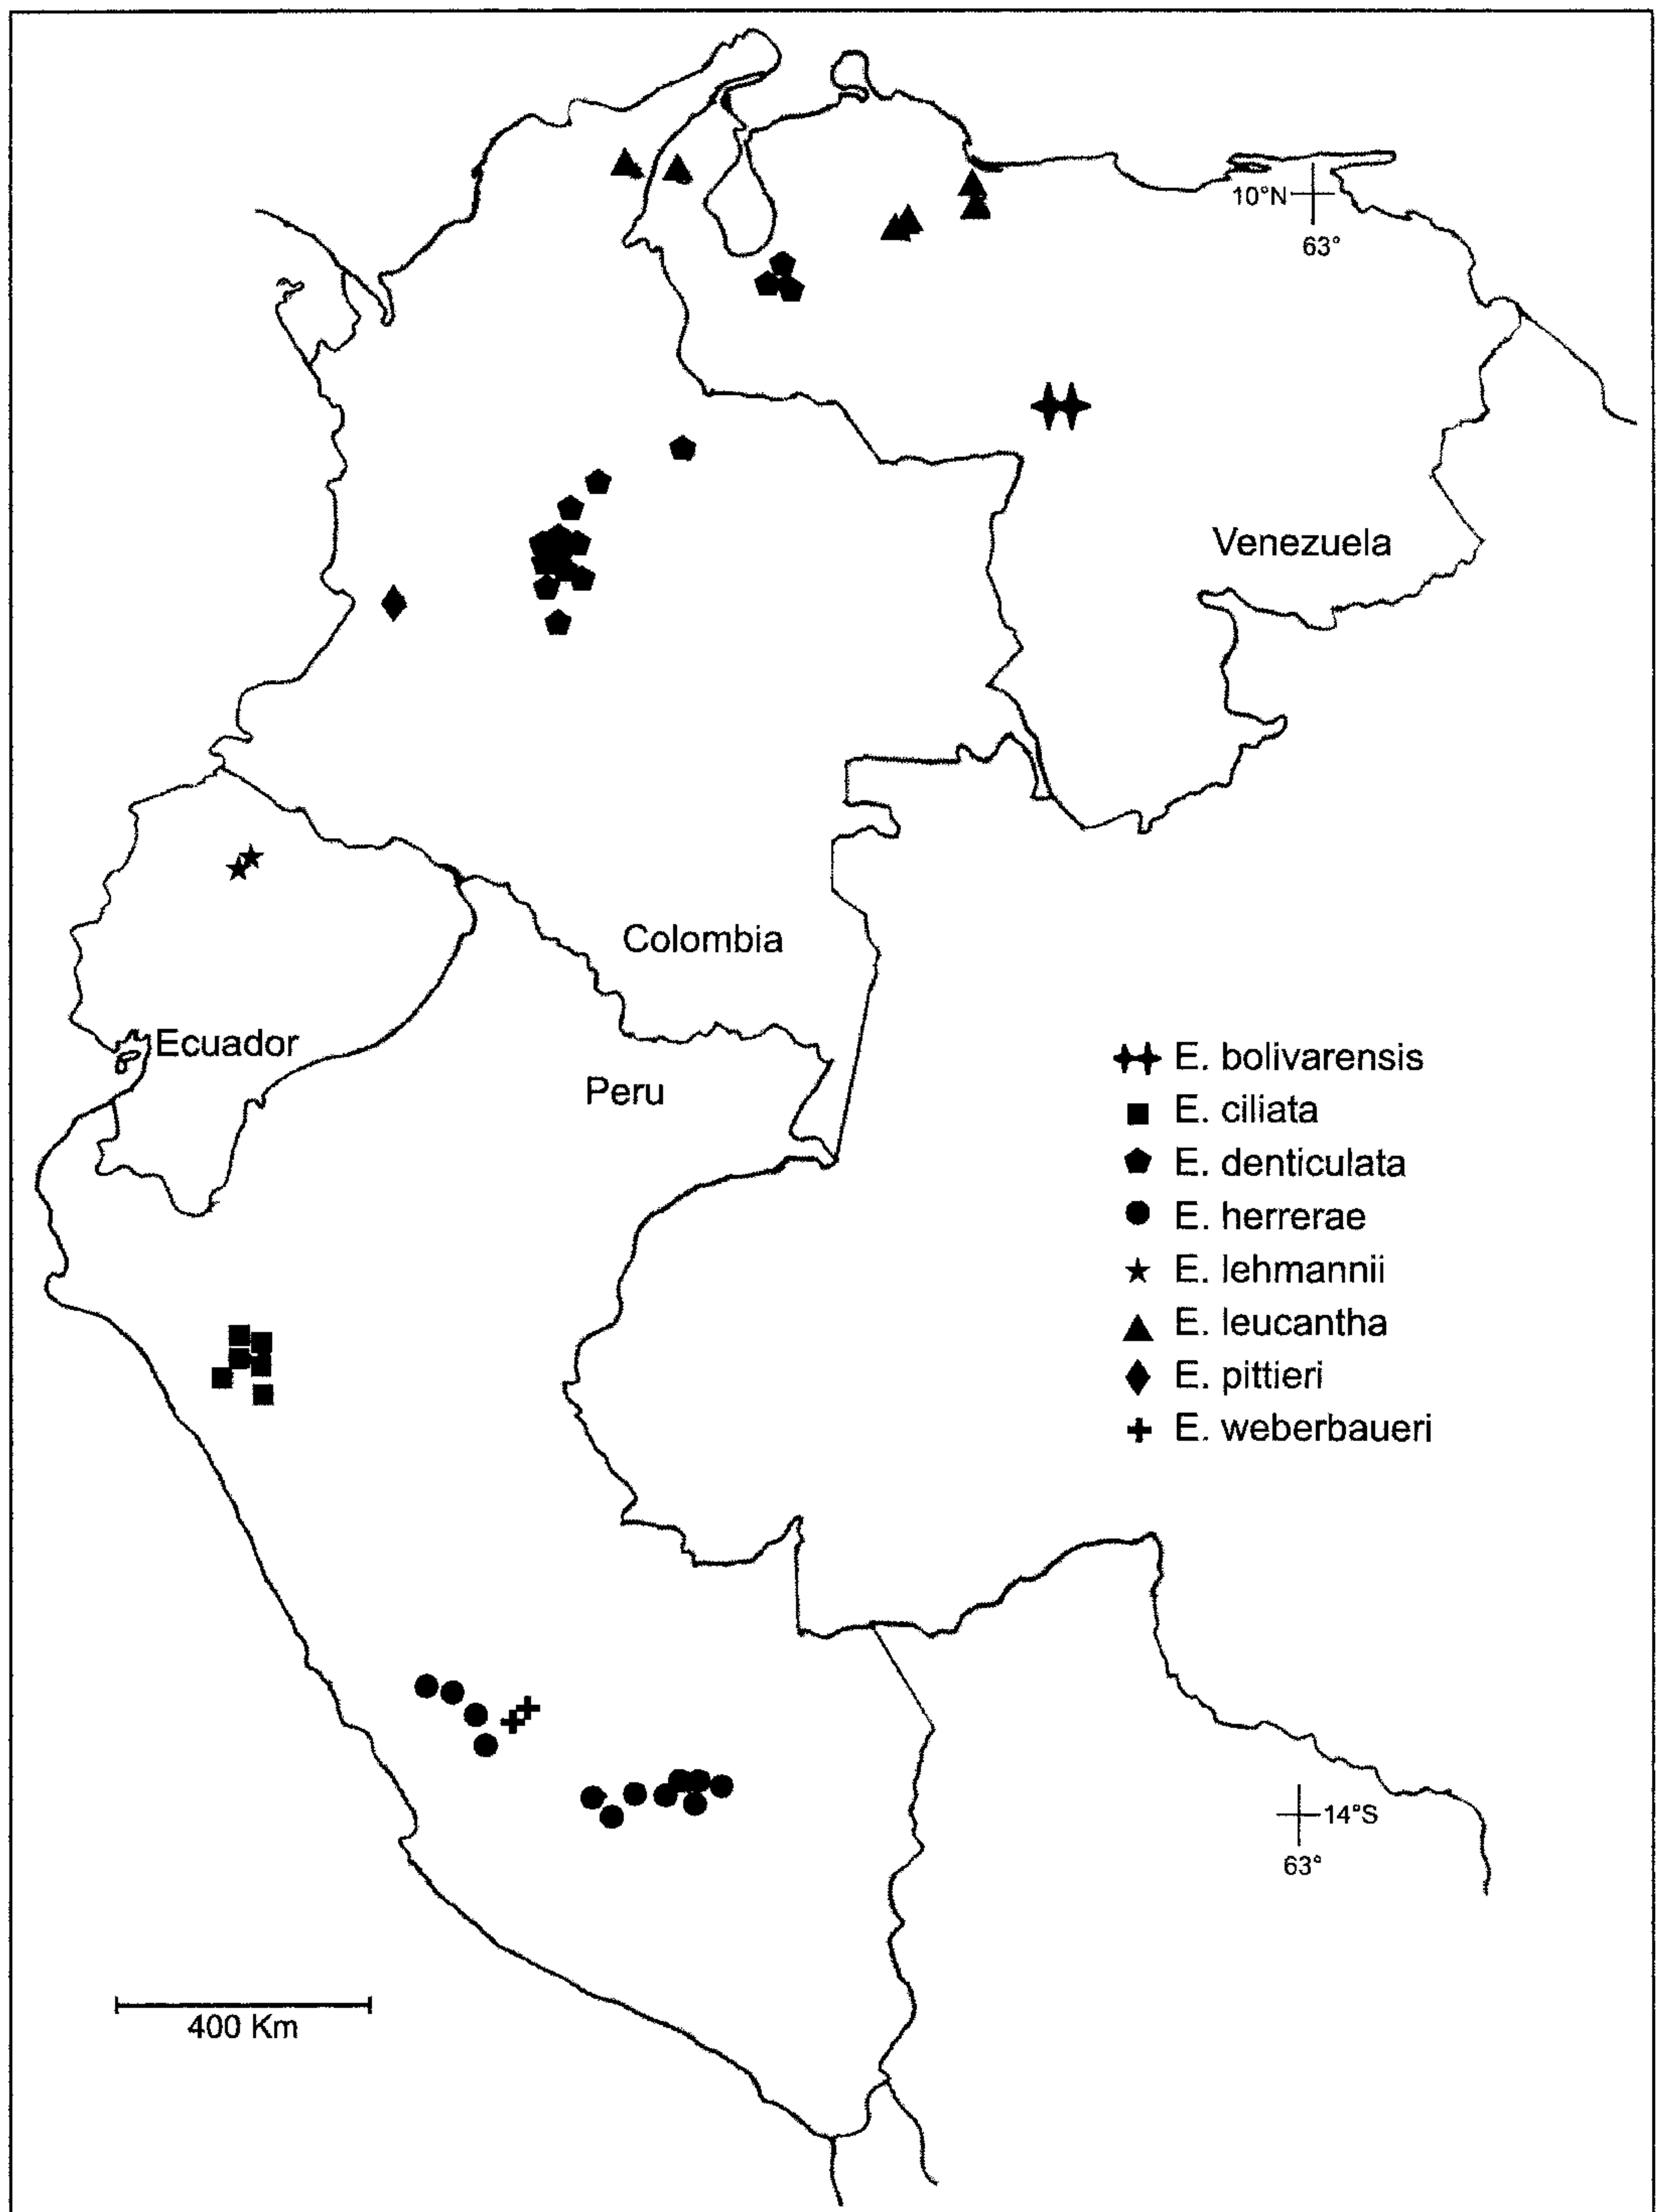 10°N
63°
Venezuela
Colombia
Ecuador
Peru
E. bolivarensis
E. ciliata
E. denticulata
E. herrerae
E. lehmannii
E. leucantha
E. pittieri
E. weberbaueri
14°S
63°
400 Km